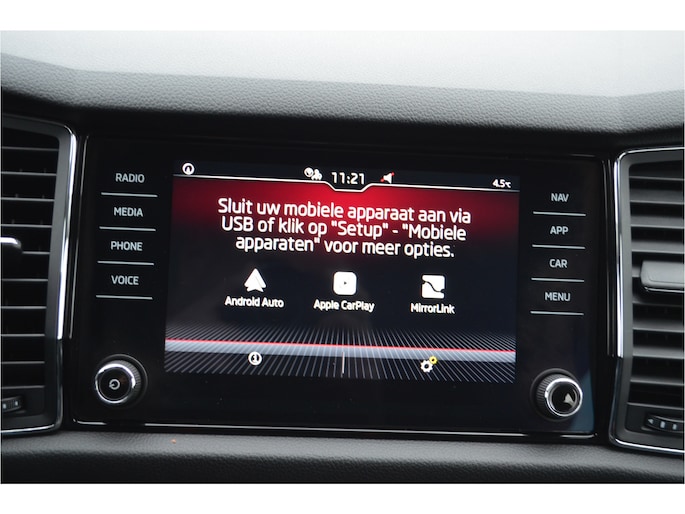 11:21
4.5°C
RADIO
MEDIA
PHONE
VOICE
Sluit uw mobiele apparaat aan via
USB of klik op "Setup" - "Mobiele
apparaten" voor meer opties.
Android Auto
Apple CarPlay
MirrorLink
NAV
APP
CAR
MENU